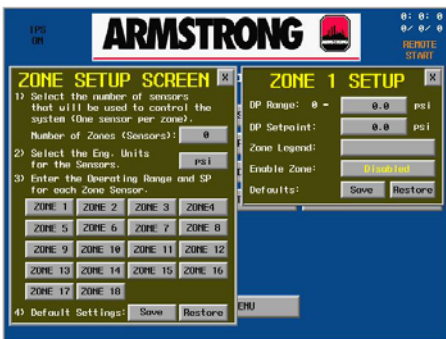 IPS
ON
ARMSTRONG
ARMSTRONG
0: 0: 0
0/ 0/ 0
REMOTE
START
ZONE SETUP SCREEN X
1) Select the number of sensors
that will be used to control the
system (One sensor per zone).
Number of Zones (Sensors): 0
2) Select the Eng. Units
for the Sensors. psi
3) Enter the Operating Range and SP
for each Zone Sensor.
ZONE 1 ZONE 2 ZONE 3 ZONE4
ZONE 5 ZONE 6 ZONE 7 ZONE 8
ZONE 9 ZONE 10 ZONE 11 ZONE 12
ZONE 13 ZONE 14 ZONE 15 ZONE 16
ZONE 17 ZONE 18
4) Default Settings: Save Restore
ZONE 1 SETUP X
DP Range: 0 - 0.0 psi
DP Setpoint: 0.0 psi
Zone Legend:
Enable Zone: Disabled
Defaults: Save Restore
ENU